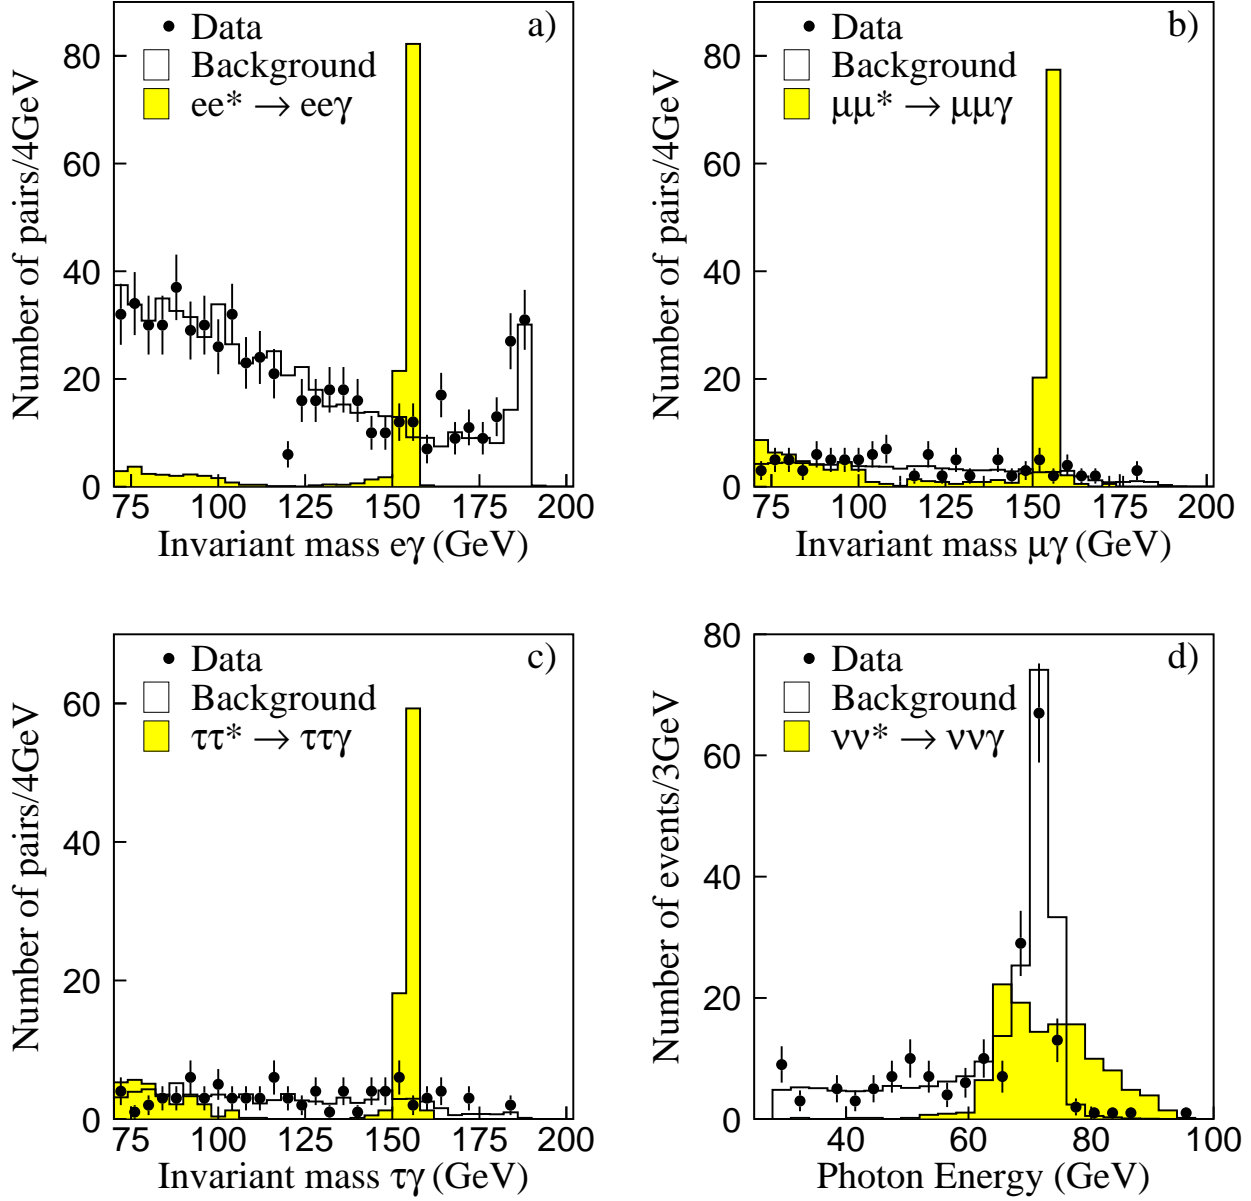 a)
Data
Background
ee* → eeγ
Number of pairs/4GeV
80
60
40
20
0
75 100 125 150 175 200
Invariant mass eγ (GeV)
b)
Data
Background
μμ* → μμγ
Number of pairs/4GeV
80
60
40
20
0
75 100 125 150 175 200
Invariant mass μγ (GeV)
c)
Data
Background
ττ* → ττγ
Number of pairs/4GeV
60
40
20
0
75 100 125 150 175 200
Invariant mass τγ (GeV)
d)
Data
Background
νν* → ννγ
Number of events/3GeV
80
60
40
20
0
40 60 80 100
Photon Energy (GeV)